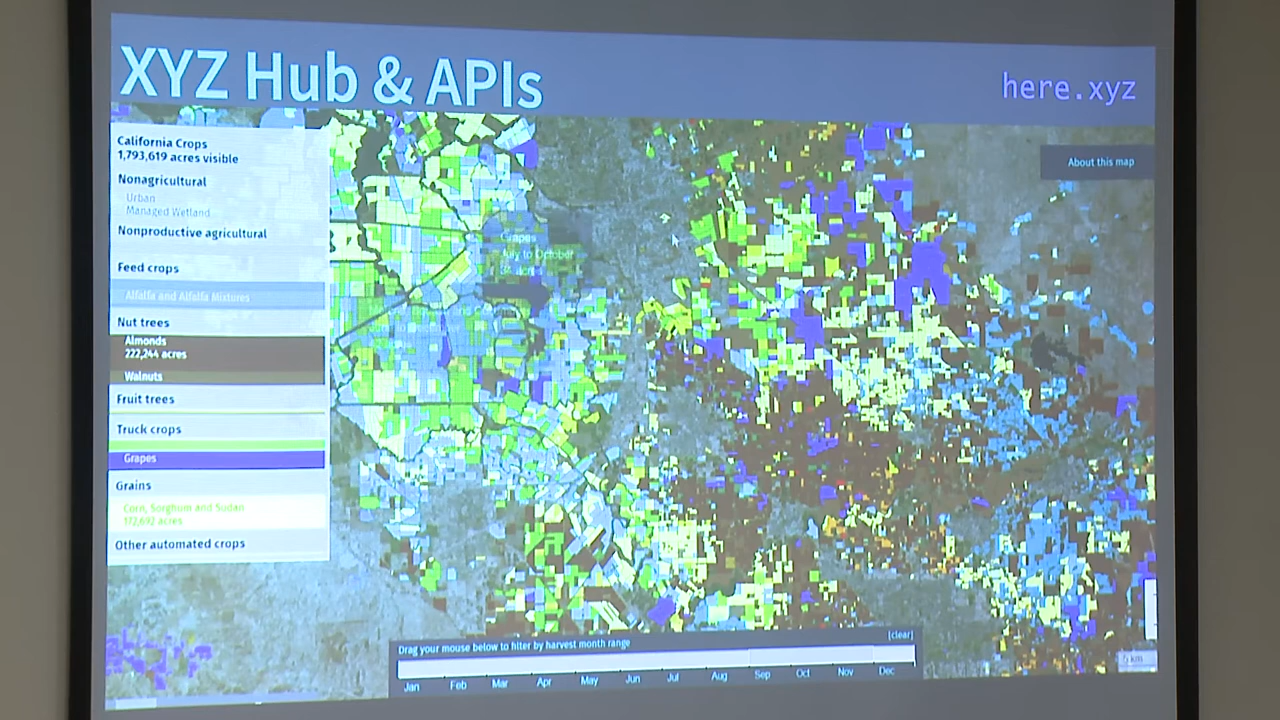 XYZ Hub & APIs
here.xyz
California Crops
1,793,619 acres visible
About this map
Nonagricultural
Urban
Managed Wetland
Nonproductive agricultural
Grapes
July to October
Feed crops
Alfalfa and Alfalfa Mixtures
Nut trees
Almonds
222,244 acres
Walnuts
Fruit trees
Truck crops
Grapes
Grains
Corn, Sorghum and Sudan
172,692 acres
Other automated crops
Drag your mouse below to filter by harvest month range
[clear]
Jan Feb Mar Apr May Jun Jul Aug Sep Oct Nov Dec
5 km